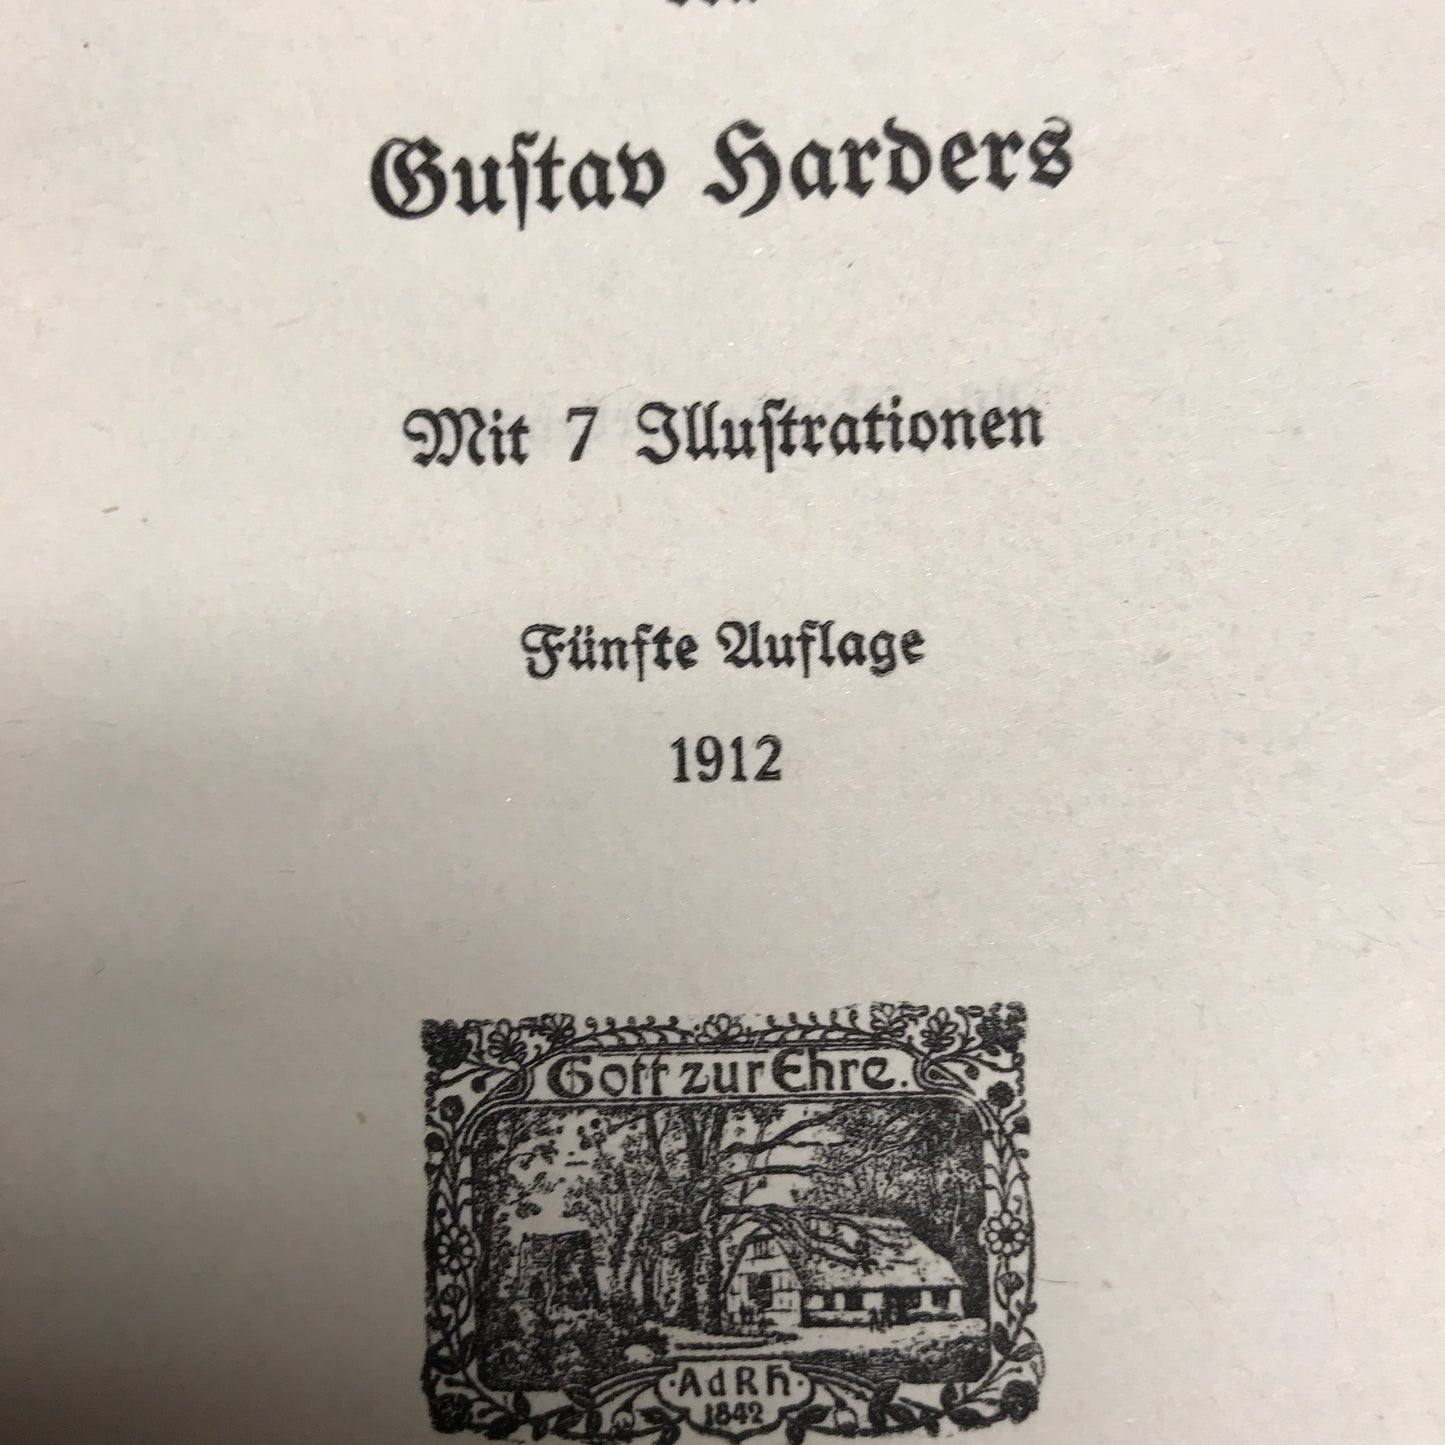 Gustav Harders
Mit 7 Illustrationen
Fünfte Auflage
1912
Gott zur Ehre.
·AdRH·
1842